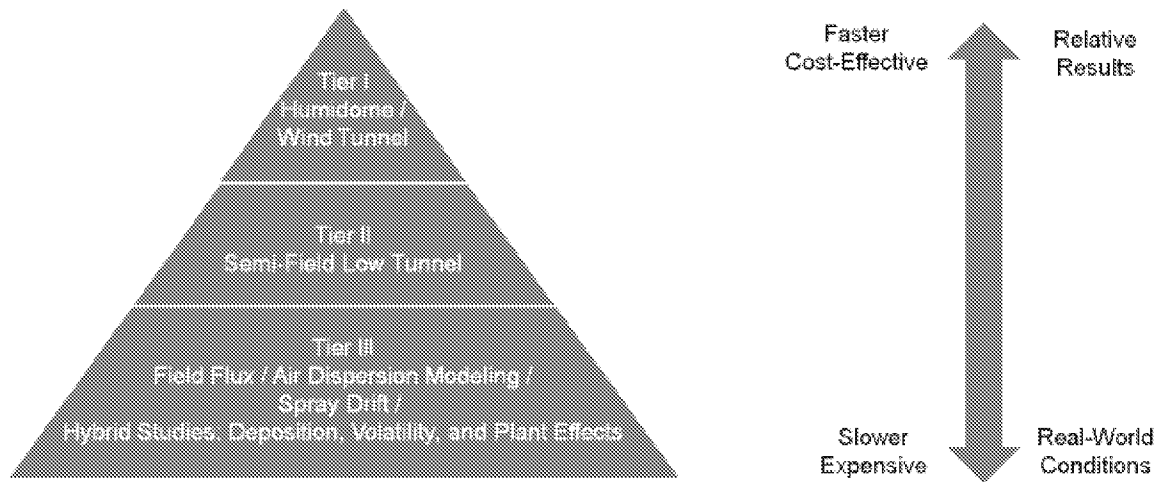 Tier I
Humidome /
Wind Tunnel
Tier II
Semi-Field Low Tunnel
Tier III
Field Flux / Air Dispersion Modeling /
Spray Drift /
Hybrid Studies, Deposition, Volatility, and Plant Effects
Faster
Cost-Effective
Relative
Results
Slower
Expensive
Real-World
Conditions